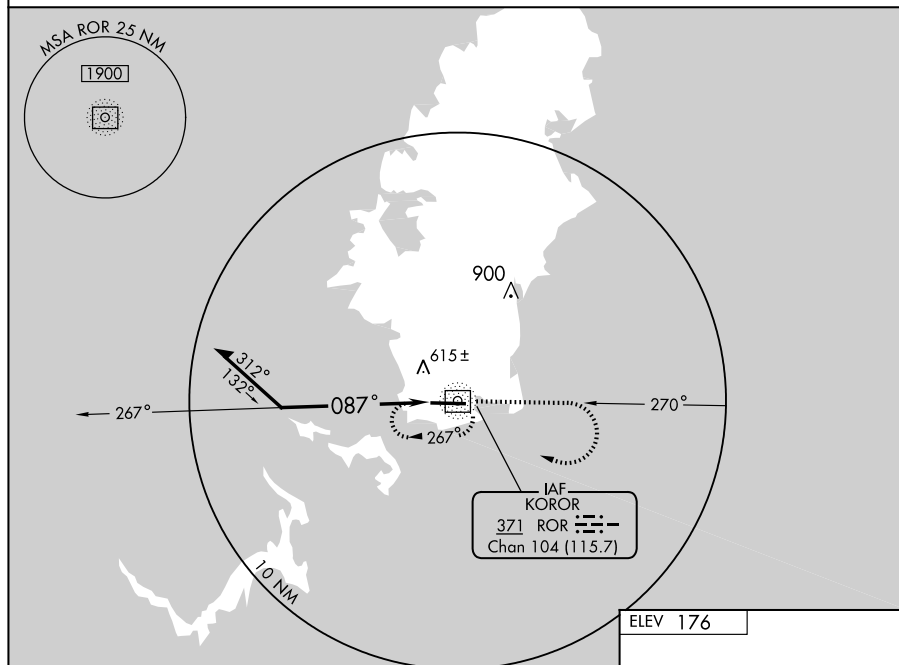 MSA ROR 25 NM
1900
900
615±
312°
132°
267°
087°
270°
267°
IAF
KOROR
371 ROR
Chan 104 (115.7)
10 NM
ELEV 176